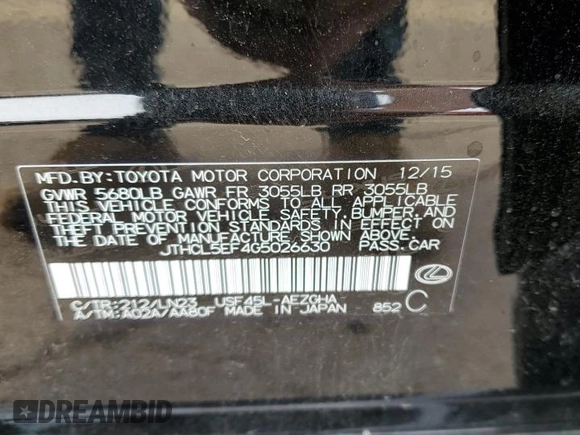 MFD.BY:TOYOTA MOTOR CORPORATION 12/15
GVWR 5680LB GAWR FR 3055LB RR 3055LB
THIS VEHICLE CONFORMS TO ALL APPLICABLE
FEDERAL MOTOR VEHICLE SAFETY,BUMPER,AND
THEFT PREVENTION STANDARDS IN EFFECT ON
THE DATE OF MANUFACTURE SHOWN ABOVE.
JTHCL5EF4G5026630 PASS.CAR
C/TR:212/LN23 USF45L-AEZGHA
A/TM:A02A/AA80F MADE IN JAPAN 852 C
DREAMBID